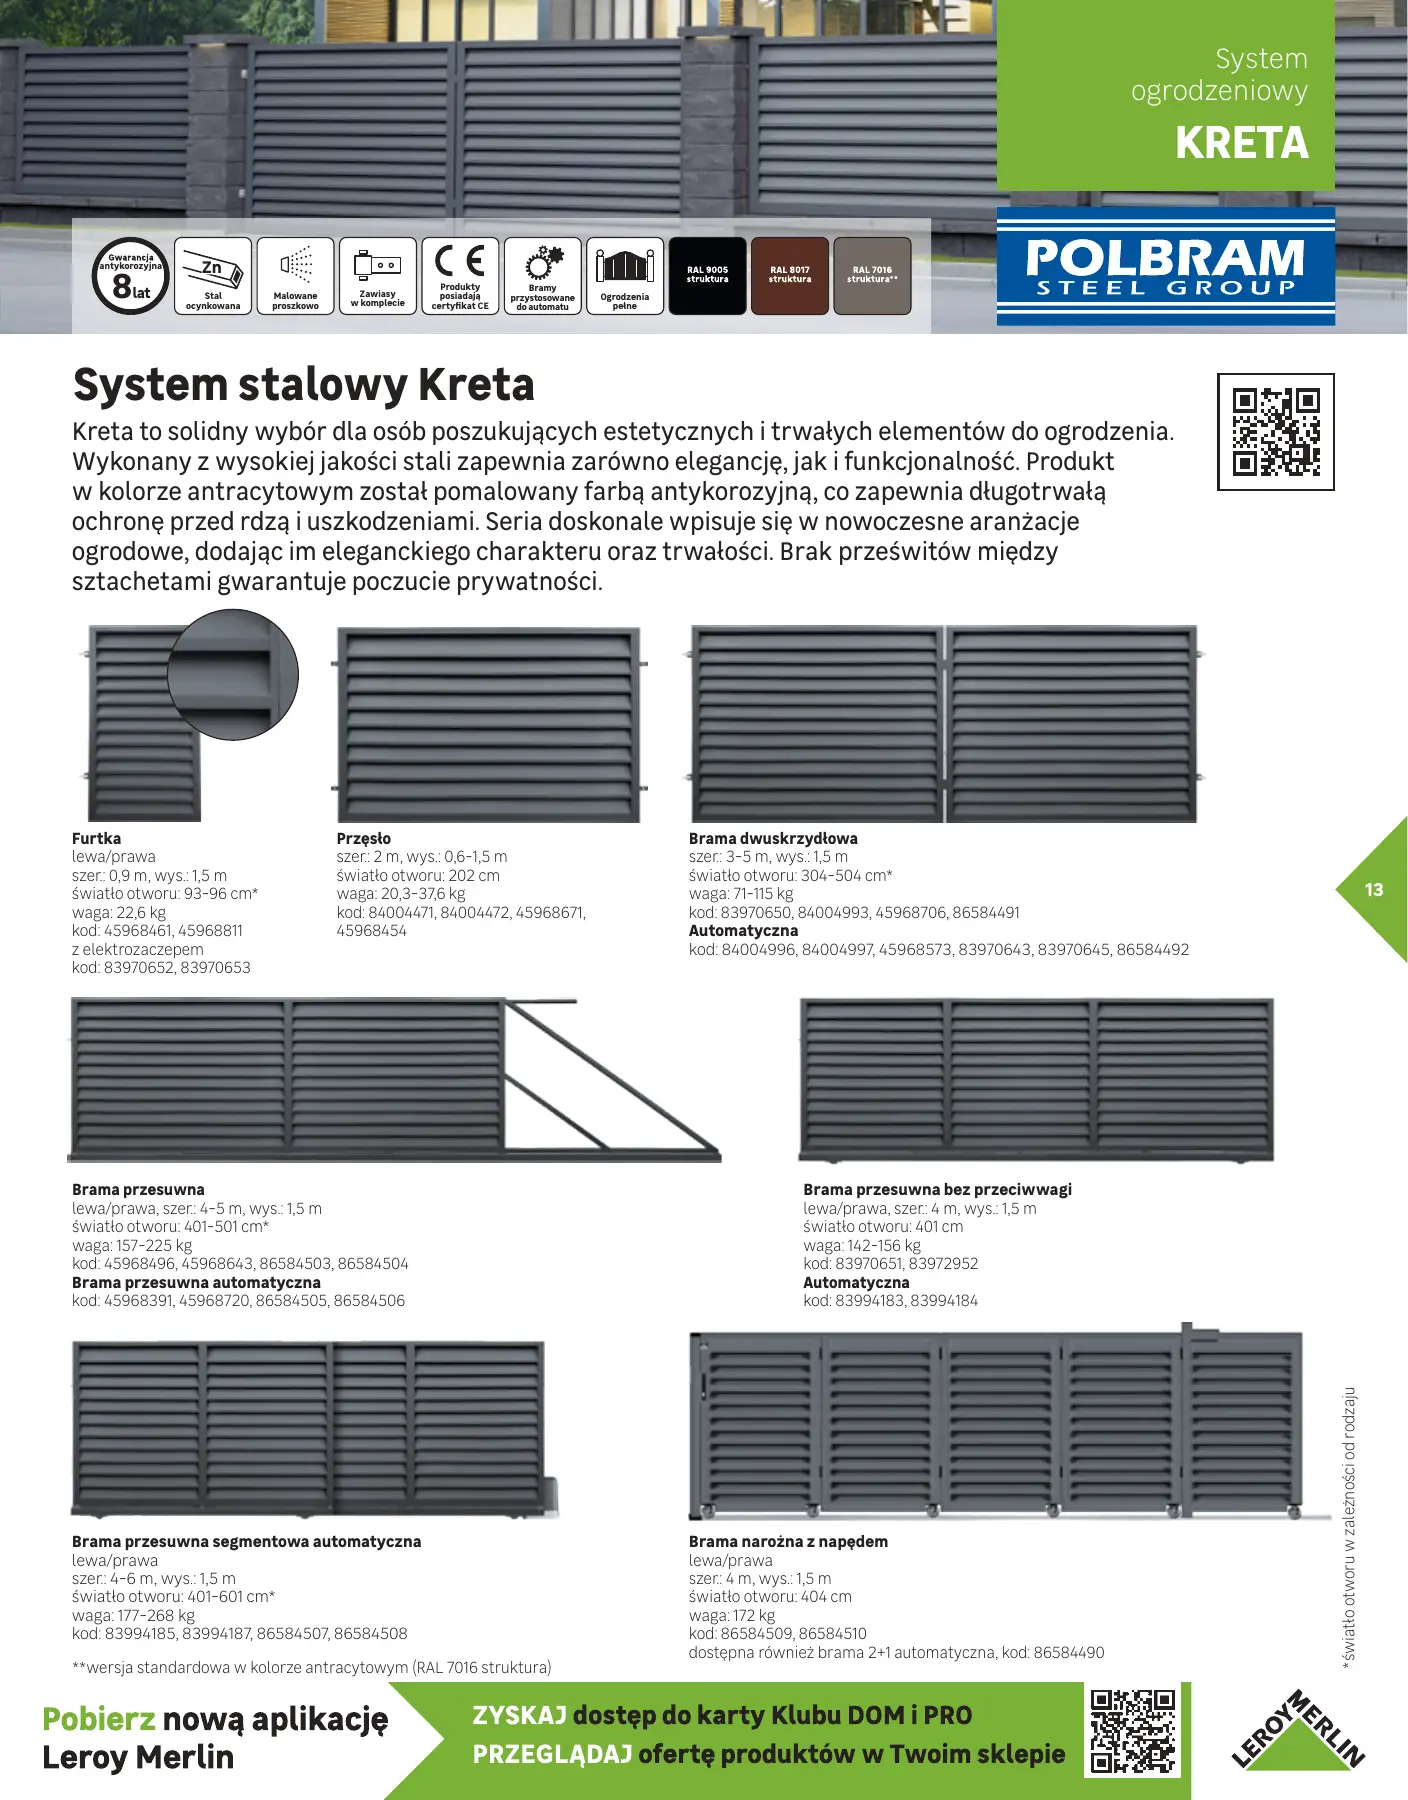 System
ogrodzeniowy
KRETA
POLBRAM
STEEL GROUP
Gwarancja
antykorozyjna
8 lat
Zn
Stal
ocynkowana
Malowane
proszkowo
Zawiasy
w komplecie
CE
Produkty
posiadają
certyfikat CE
Bramy
przystosowane
do automatu
Ogrodzenia
pełne
RAL 9005
struktura
RAL 8017
struktura
RAL 7016
struktura**
System stalowy Kreta
Kreta to solidny wybór dla osób poszukujących estetycznych i trwałych elementów do ogrodzenia.
Wykonany z wysokiej jakości stali zapewnia zarówno elegancję, jak i funkcjonalność. Produkt
w kolorze antracytowym został pomalowany farbą antykorozyjną, co zapewnia długotrwałą
ochronę przed rdzą i uszkodzeniami. Seria doskonale wpisuje się w nowoczesne aranżacje
ogrodowe, dodając im eleganckiego charakteru oraz trwałości. Brak prześwitów między
sztachetami gwarantuje poczucie prywatności.
Furtka
lewa/prawa
szer.: 0,9 m, wys.: 1,5 m
światło otworu: 93-96 cm*
waga: 22,6 kg
kod: 45968461, 45968811
z elektrozaczepem
kod: 83970652, 83970653
Przęsło
szer.: 2 m, wys.: 0,6-1,5 m
światło otworu: 202 cm
waga: 20,3-37,6 kg
kod: 84004471, 84004472, 45968671,
45968454
Brama dwuskrzydłowa
szer.: 3-5 m, wys.: 1,5 m
światło otworu: 304-504 cm*
waga: 71-115 kg
kod: 83970650, 84004993, 45968706, 86584491
Automatyczna
kod: 84004996, 84004997, 45968573, 83970643, 83970645, 86584492
13
Brama przesuwna
lewa/prawa, szer.: 4-5 m, wys.: 1,5 m
światło otworu: 401-501 cm*
waga: 157-225 kg
kod: 45968496, 45968643, 86584503, 86584504
Brama przesuwna automatyczna
kod: 45968391, 45968720, 86584505, 86584506
Brama przesuwna bez przeciwwagi
lewa/prawa, szer.: 4 m, wys.: 1,5 m
światło otworu: 401 cm
waga: 142-156 kg
kod: 83970651, 83972952
Automatyczna
kod: 83994183, 83994184
Brama przesuwna segmentowa automatyczna
lewa/prawa
szer.: 4-6 m, wys.: 1,5 m
światło otworu: 401-601 cm*
waga: 177-268 kg
kod: 83994185, 83994187, 86584507, 86584508
**wersja standardowa w kolorze antracytowym (RAL 7016 struktura)
Brama narożna z napędem
lewa/prawa
szer.: 4 m, wys.: 1,5 m
światło otworu: 404 cm
waga: 172 kg
kod: 86584509, 86584510
dostępna również brama 2+1 automatyczna, kod: 86584490
*światło otworu w zależności od rodzaju
Pobierz nową aplikację
Leroy Merlin
ZYSKAJ dostęp do karty Klubu DOM i PRO
PRZEGLĄDAJ ofertę produktów w Twoim sklepie
LEROY MERLIN